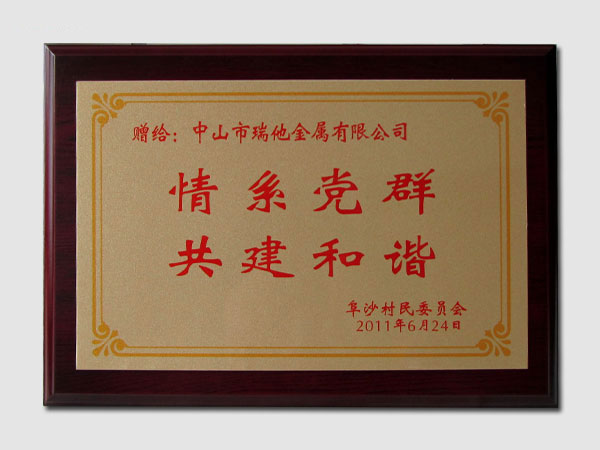 赠给：中山市瑞他金属有限公司
情系党群
共建和谐
阜沙村民委员会
2011年6月24日